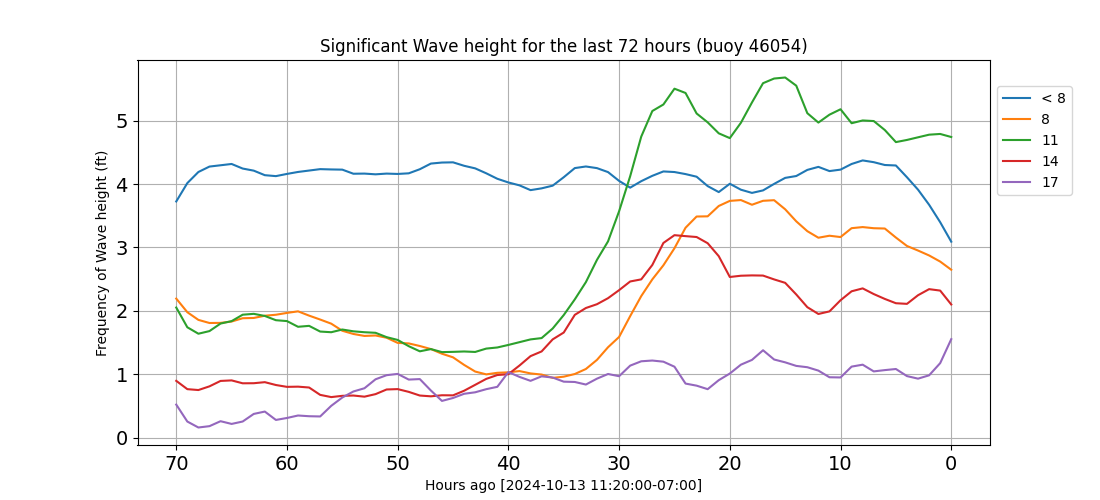 Significant Wave height for the last 72 hours (buoy 46054)
Frequency of Wave height (ft)
5
4
3
2
1
0
70 60 50 40 30 20 10 0
Hours ago [2024-10-13 11:20:00-07:00]
< 8
8
11
14
17